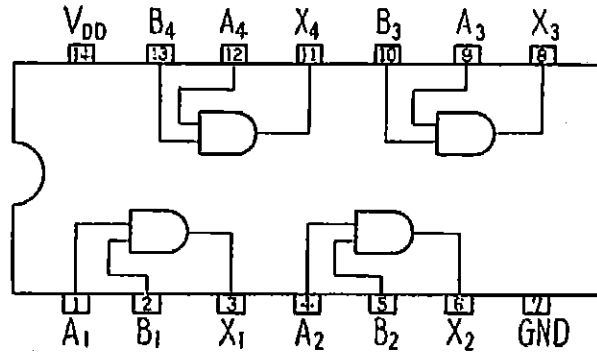 V_DD B₄ A₄ X₄ B₃ A₃ X₃
14 13 12 11 10 9 8
1 2 3 4 5 6 7
A₁ B₁ X₁ A₂ B₂ X₂ GND